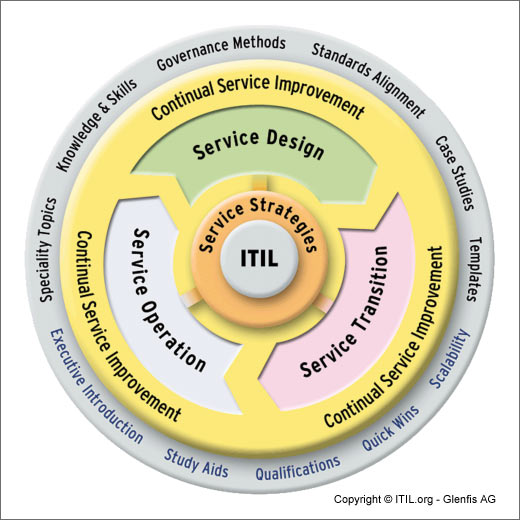 Governance Methods
Standards Alignment
Case Studies
Templates
Scalability
Quick Wins
Qualifications
Study Aids
Executive Introduction
Speciality Topics
Knowledge & Skills
Continual Service Improvement
Continual Service Improvement
Continual Service Improvement
Service Design
Service Transition
Service Operation
Service Strategies
ITIL
Copyright © ITIL.org - Glenfis AG